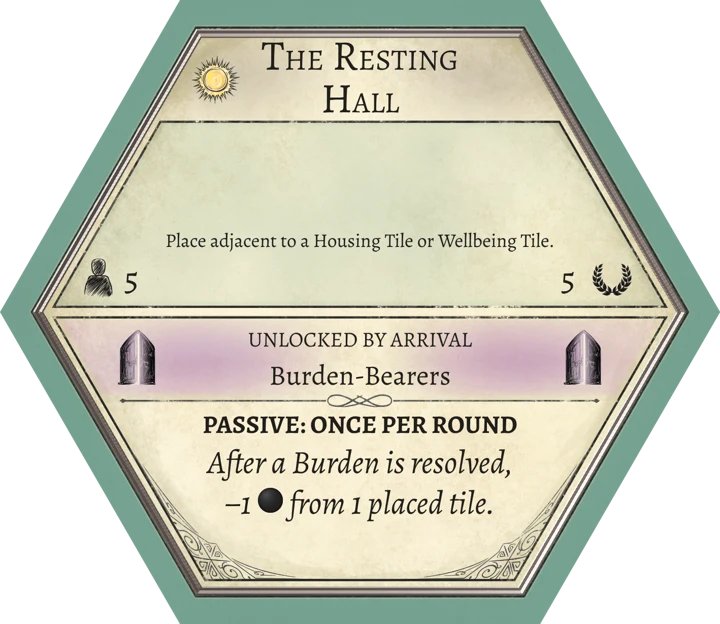 The Resting
Hall
Place adjacent to a Housing Tile or Wellbeing Tile.
5
5
UNLOCKED BY ARRIVAL
Burden-Bearers
PASSIVE: ONCE PER ROUND
After a Burden is resolved,
–1 from 1 placed tile.